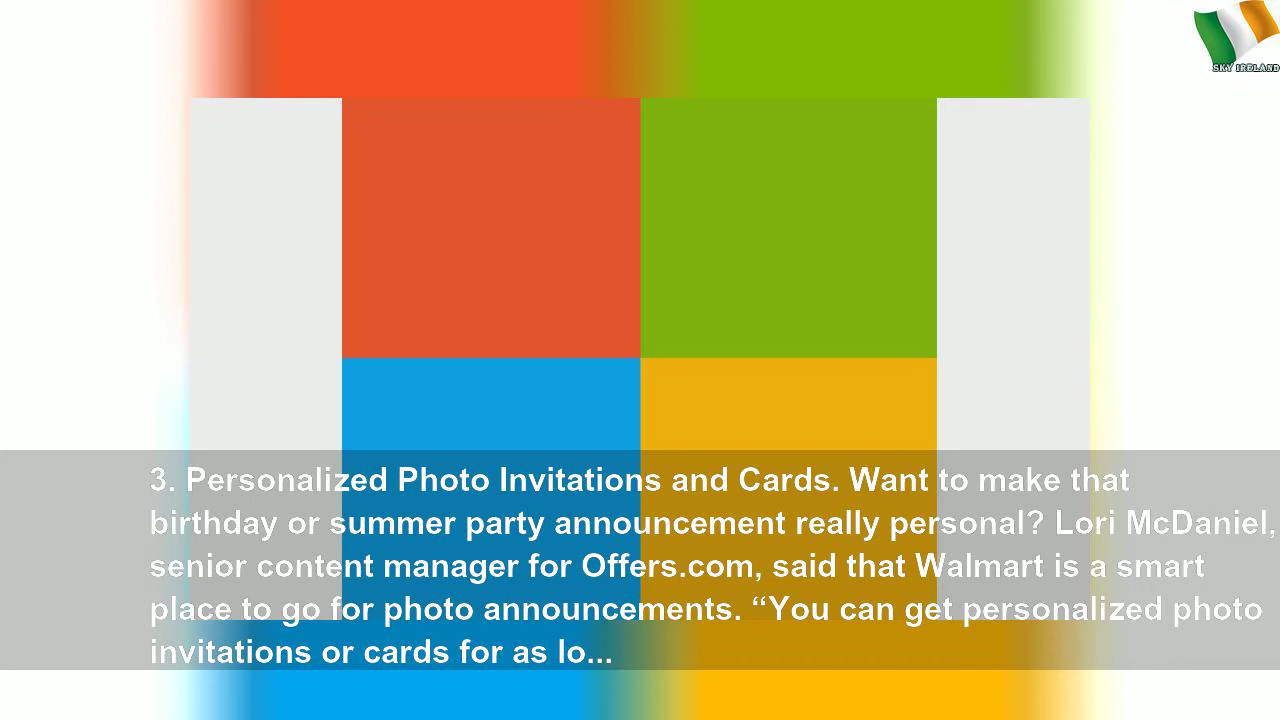 SKY IRELAND
3. Personalized Photo Invitations and Cards. Want to make that
birthday or summer party announcement really personal? Lori McDaniel,
senior content manager for Offers.com, said that Walmart is a smart
place to go for photo announcements. “You can get personalized photo
invitations or cards for as lo...